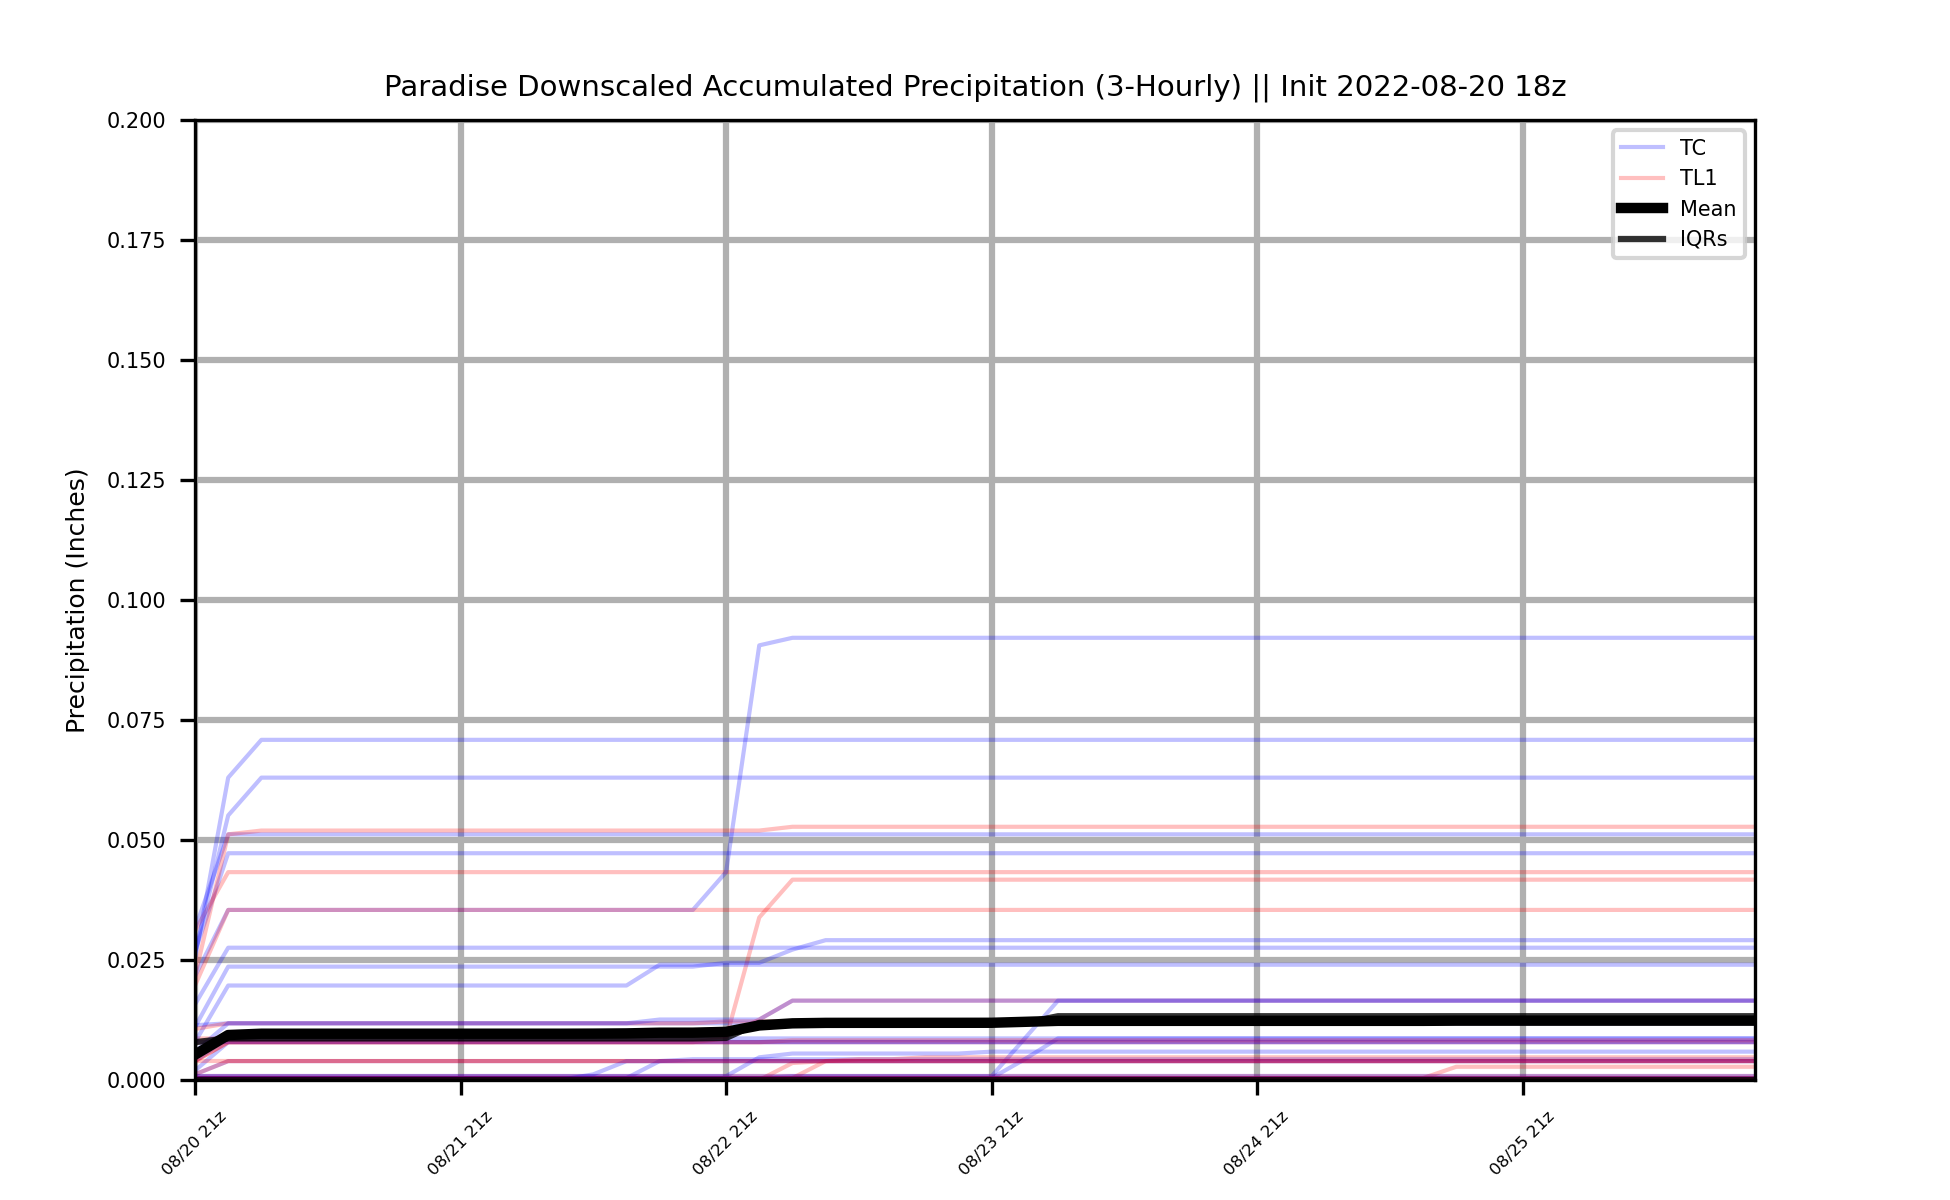 Paradise Downscaled Accumulated Precipitation (3-Hourly) || Init 2022-08-20 18z
0.200
0.175
0.150
0.125
0.100
0.075
0.050
0.025
0.000
Precipitation (Inches)
TC
TL1
Mean
IQRs
08/20 21z
08/21 21z
08/22 21z
08/23 21z
08/24 21z
08/25 21z